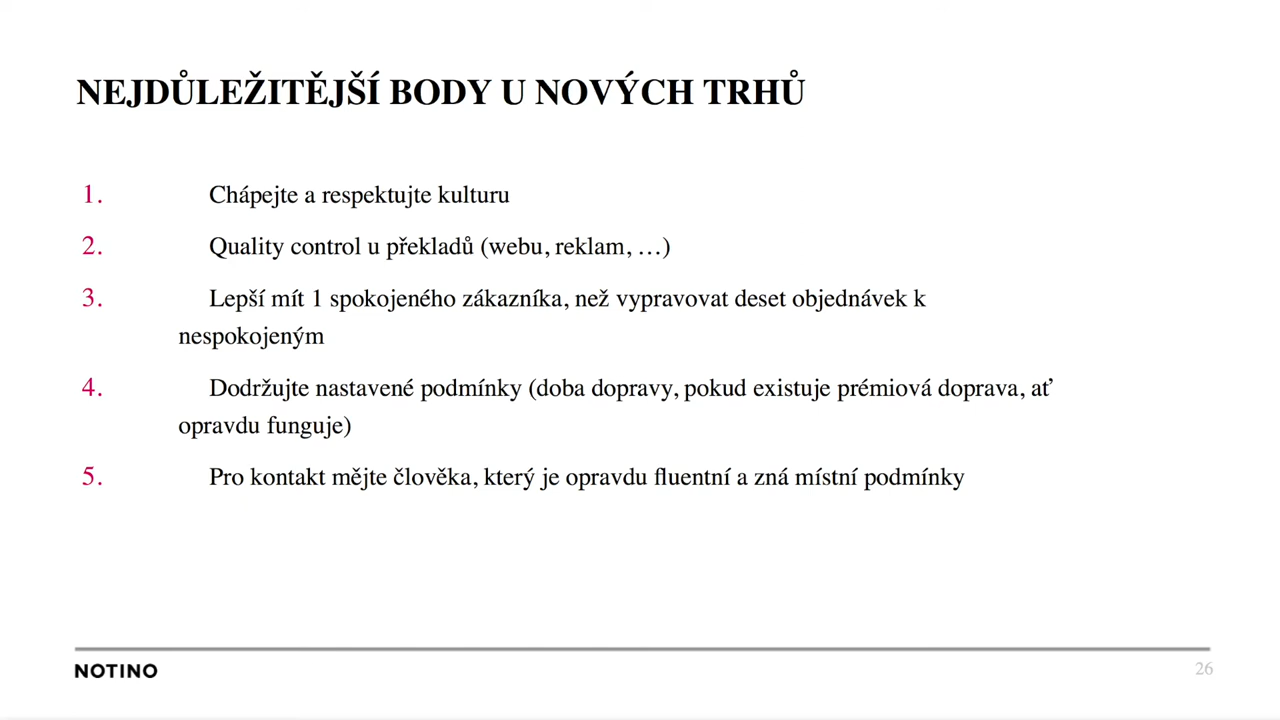 NEJDŮLEŽITĚJŠÍ BODY U NOVÝCH TRHŮ
1. Chápejte a respektujte kulturu
2. Quality control u překladů (webu, reklam, …)
3. Lepší mít 1 spokojeného zákazníka, než vypravovat deset objednávek k
nespokojeným
4. Dodržujte nastavené podmínky (doba dopravy, pokud existuje prémiová doprava, ať
opravdu funguje)
5. Pro kontakt mějte člověka, který je opravdu fluentní a zná místní podmínky
NOTINO
26